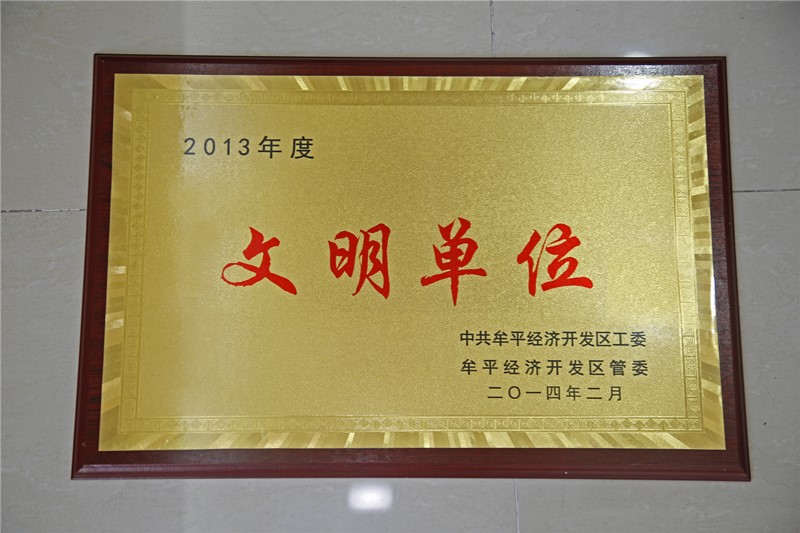 2013年度
文明单位
中共牟平经济开发区工委
牟平经济开发区管委
二〇一四年二月